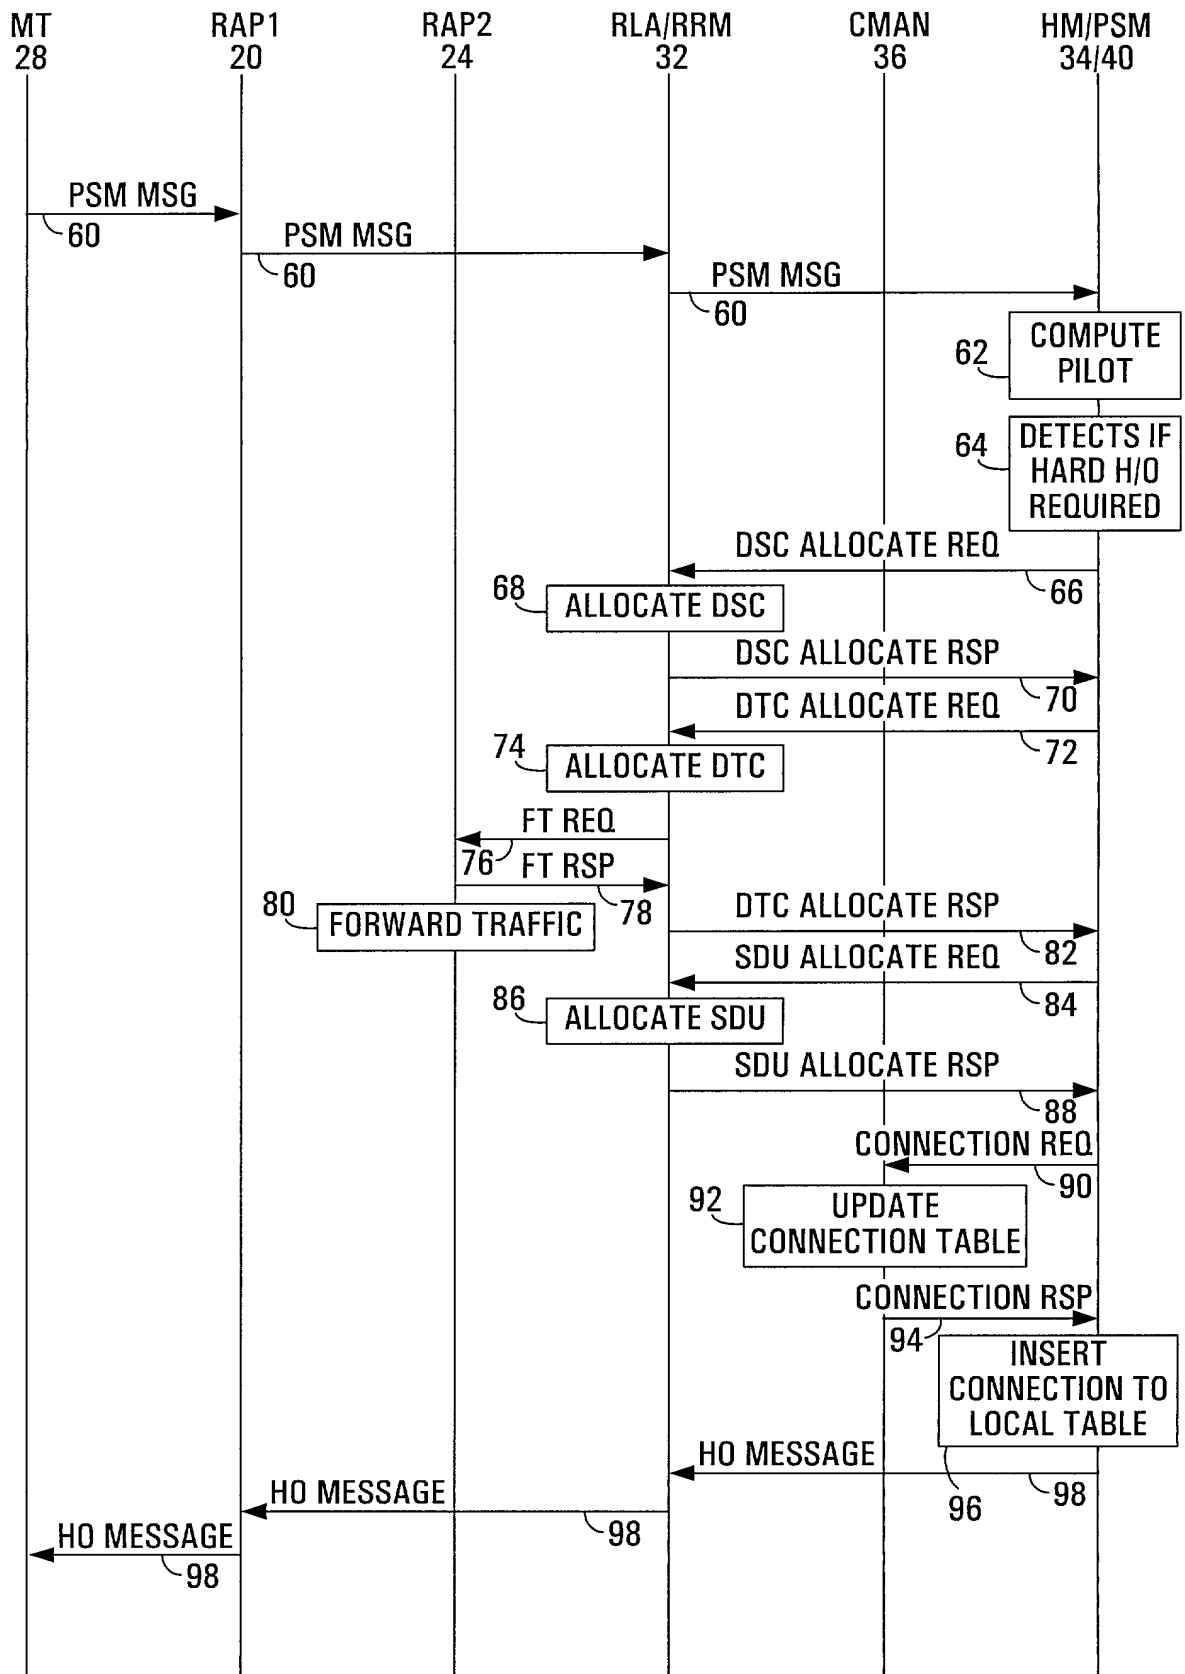 MT RAP1 RAP2 RLA/RRM CMAN HM/PSM
28 20 24 32 36 34/40
PSM MSG
60
PSM MSG
60
PSM MSG
60
COMPUTE
PILOT
62
DETECTS IF
HARD H/O
REQUIRED
64
DSC ALLOCATE REQ
66
68
ALLOCATE DSC
DSC ALLOCATE RSP
70
DTC ALLOCATE REQ
72
74
ALLOCATE DTC
FT REQ
76
FT RSP
78
80
FORWARD TRAFFIC
DTC ALLOCATE RSP
82
SDU ALLOCATE REQ
84
86
ALLOCATE SDU
SDU ALLOCATE RSP
88
CONNECTION REQ
90
92
UPDATE
CONNECTION TABLE
CONNECTION RSP
94
INSERT
CONNECTION TO
LOCAL TABLE
96
HO MESSAGE
98
HO MESSAGE
98
HO MESSAGE
98